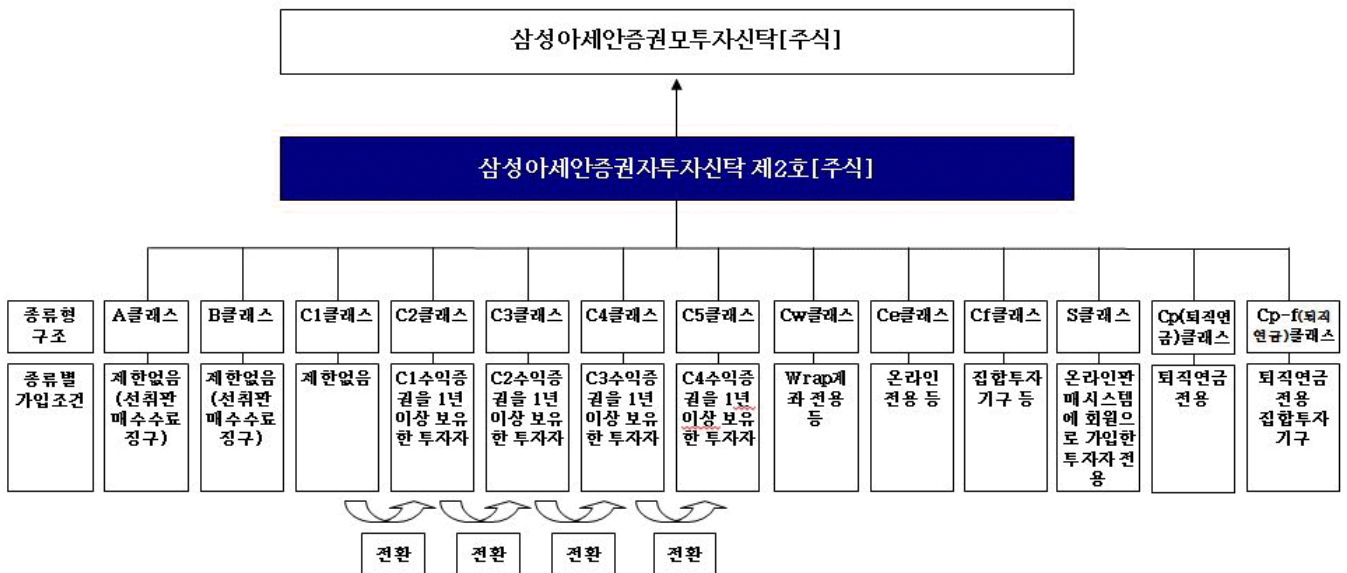 삼성아세안증권모투자신탁[주식]
삼성아세안증권자투자신탁 제2호[주식]
종류형
구조
A클래스
B클래스
C1클래스
C2클래스
C3클래스
C4클래스
C5클래스
Cw클래스
Ce클래스
Cf클래스
S클래스
Cp(퇴직연
금)클래스
Cp-f(퇴직
연금)클래스
종류별
가입조건
제한없음
(선취판
매수수료
징구)
제한없음
(선취판
매수수료
징구)
제한없음
C1수익증
권을 1년
이상 보유
한 투자자
C2수익증
권을 1년
이상 보유
한 투자자
C3수익증
권을 1년
이상 보유
한 투자자
C4수익증
권을 1년
이상 보유
한 투자자
Wrap계
좌 전용
등
온라인
전용 등
집합투자
기구 등
온라인판
매시스템
에 회원으
로 가입한
투자자 전
용
퇴직연금
전용
퇴직연금
전용
집합투자
기구
전환
전환
전환
전환